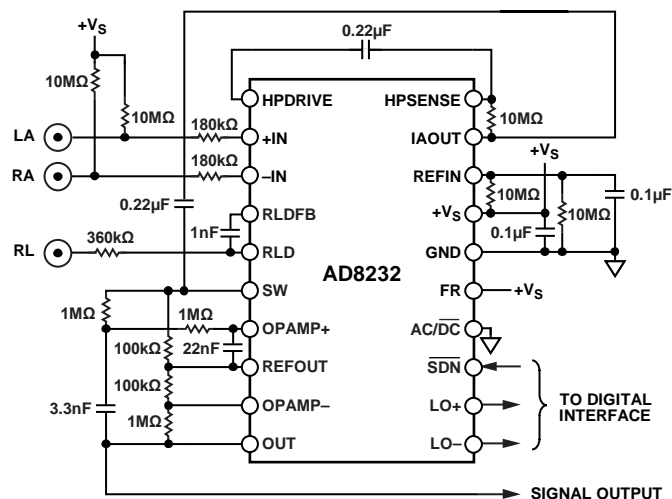 0.22µF
+VS
10MΩ
10MΩ
HPDRIVE
HPSENSE
10MΩ
LA
180kΩ
+IN
IAOUT
+VS
RA
180kΩ
–IN
REFIN
10MΩ
0.1µF
0.22µF
RLDFB
+VS
10MΩ
1nF
0.1µF
RL
360kΩ
RLD
GND
AD8232
SW
FR
+VS
1MΩ
1MΩ
OPAMP+
AC/DC
100kΩ
22nF
REFOUT
SDN
100kΩ
TO DIGITAL
INTERFACE
3.3nF
OPAMP–
LO+
1MΩ
OUT
LO–
SIGNAL OUTPUT